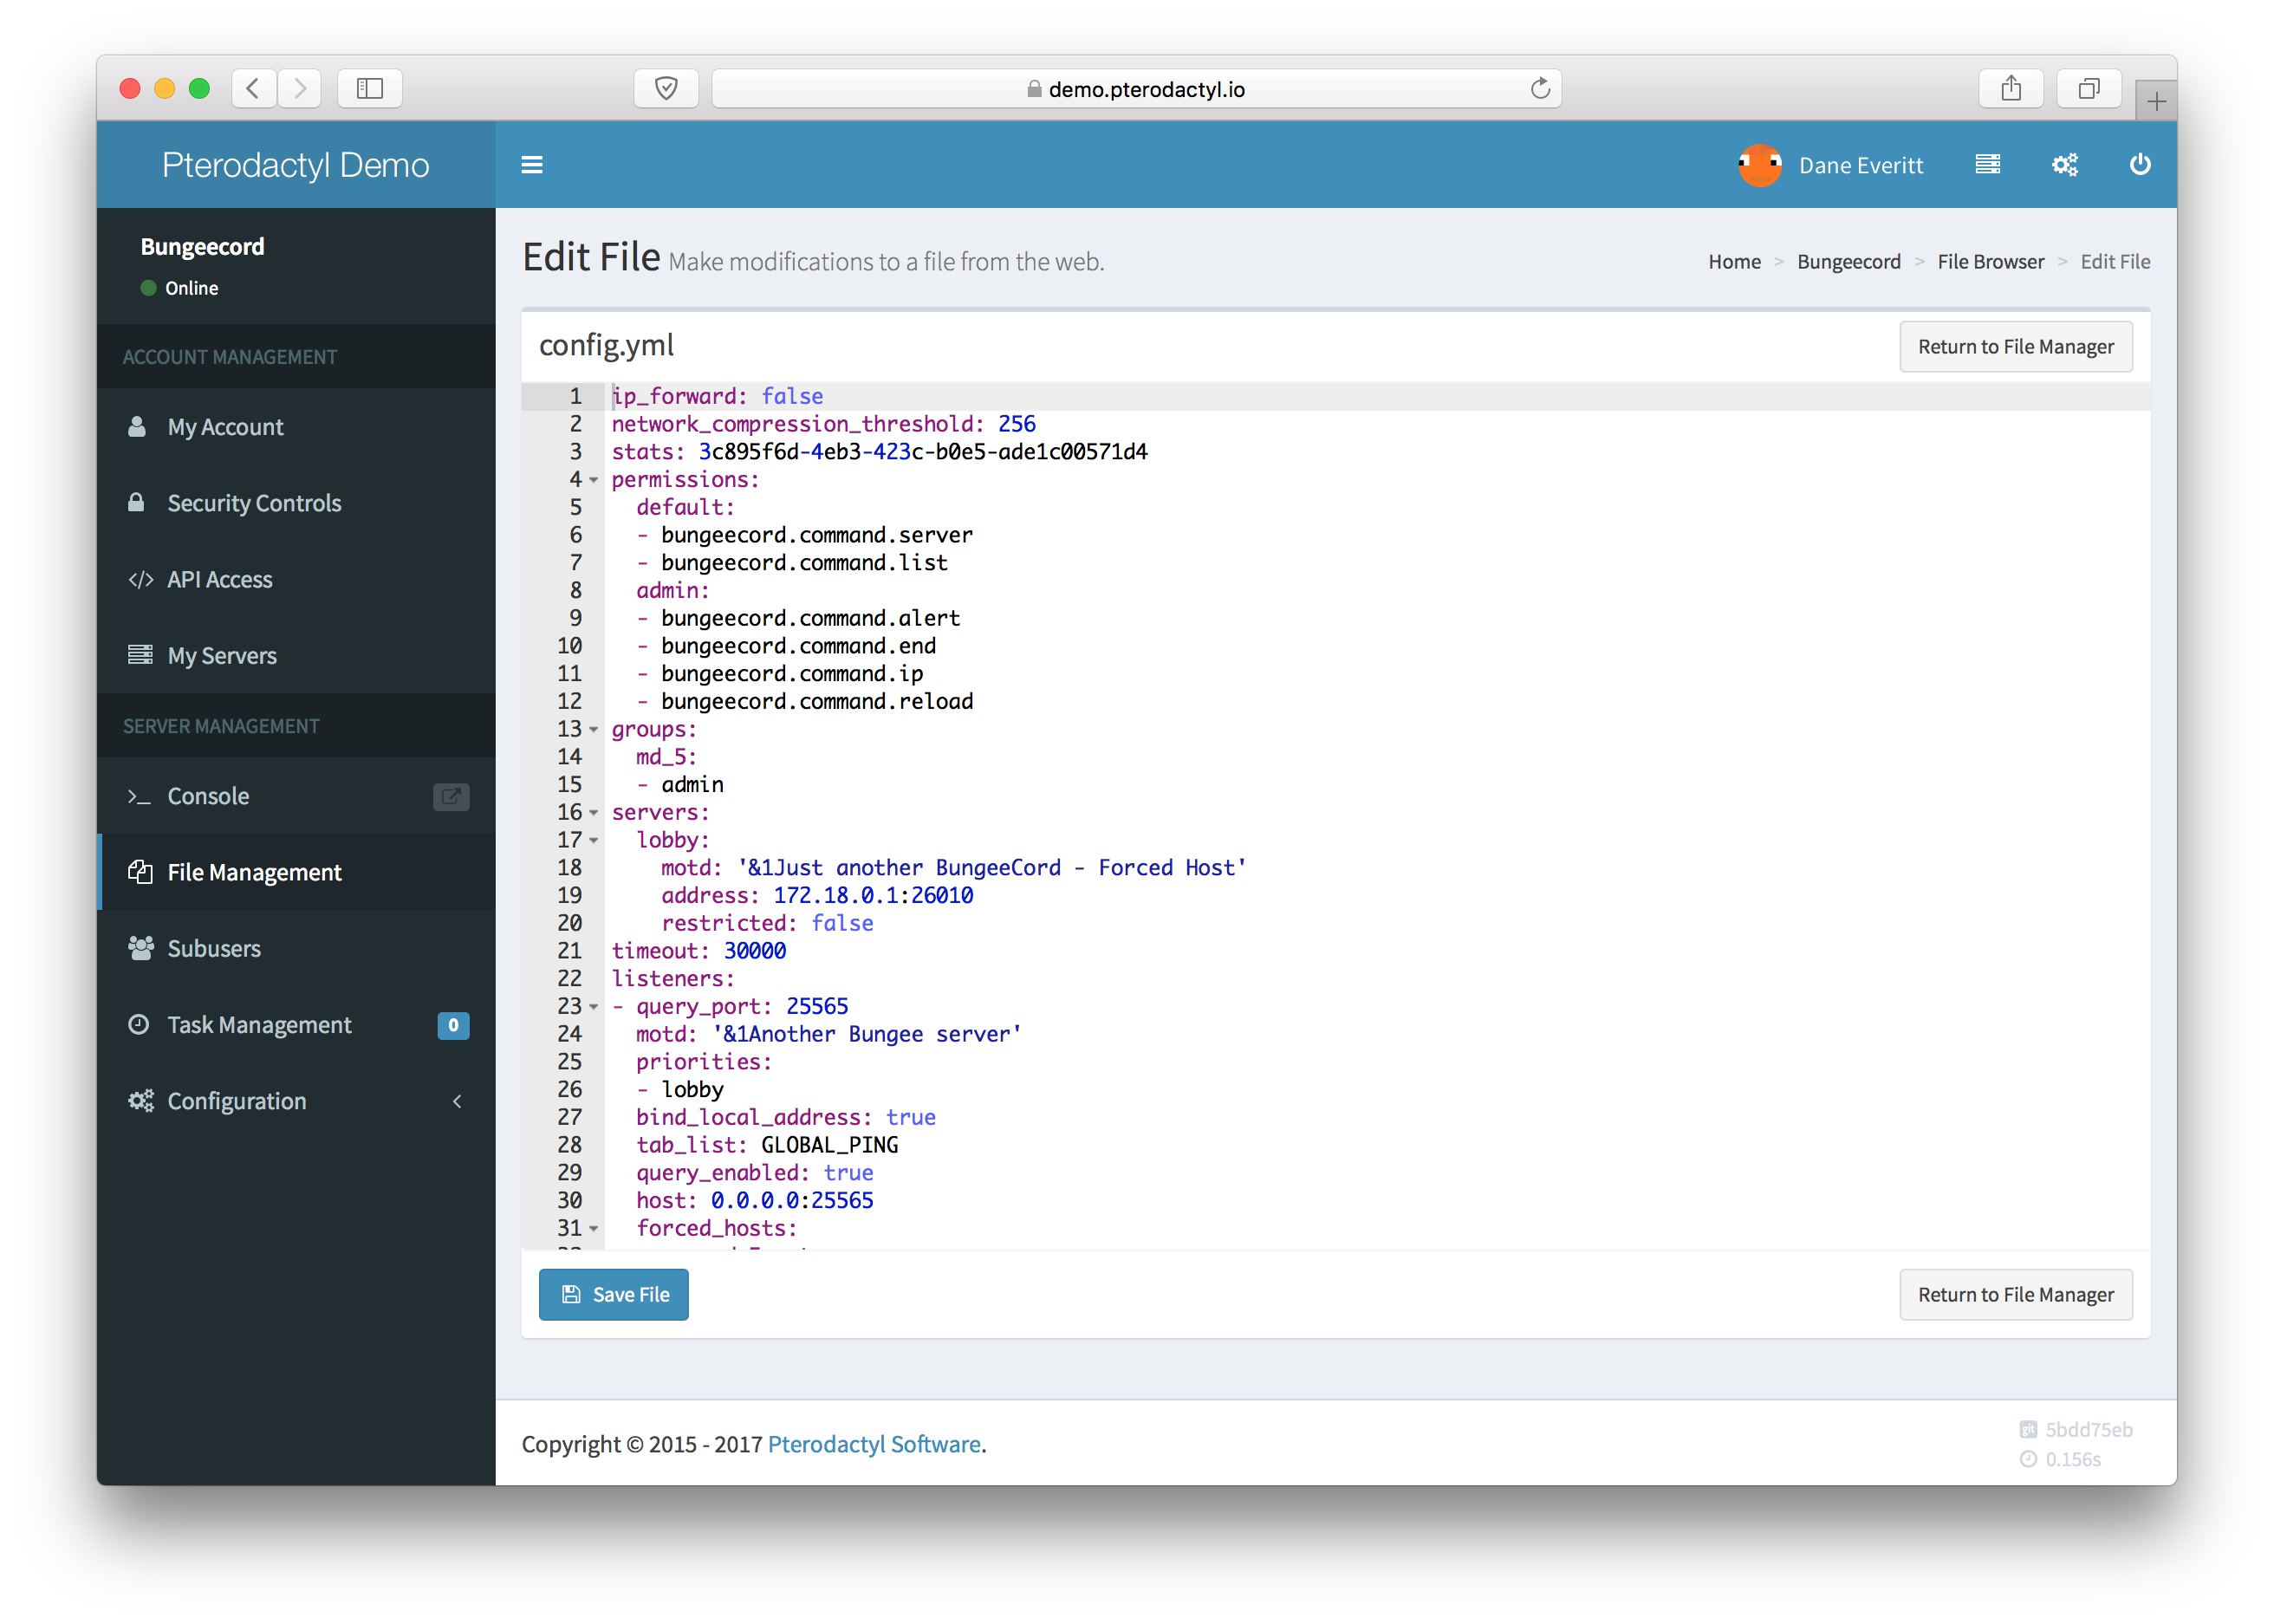 demo.pterodactyl.io
Pterodactyl Demo
Dane Everitt
Bungeecord
Online
ACCOUNT MANAGEMENT
My Account
Security Controls
API Access
My Servers
SERVER MANAGEMENT
Console
File Management
Subusers
Task Management 0
Configuration
Edit File Make modifications to a file from the web.
Home > Bungeecord > File Browser > Edit File
config.yml
Return to File Manager
1 ip_forward: false
2 network_compression_threshold: 256
3 stats: 3c895f6d-4eb3-423c-b0e5-ade1c00571d4
4 permissions:
5   default:
6   - bungeecord.command.server
7   - bungeecord.command.list
8   admin:
9   - bungeecord.command.alert
10   - bungeecord.command.end
11   - bungeecord.command.ip
12   - bungeecord.command.reload
13 groups:
14   md_5:
15   - admin
16 servers:
17   lobby:
18     motd: '&1Just another BungeeCord - Forced Host'
19     address: 172.18.0.1:26010
20     restricted: false
21 timeout: 30000
22 listeners:
23 - query_port: 25565
24   motd: '&1Another Bungee server'
25   priorities:
26   - lobby
27   bind_local_address: true
28   tab_list: GLOBAL_PING
29   query_enabled: true
30   host: 0.0.0.0:25565
31   forced_hosts:
Save File
Return to File Manager
Copyright © 2015 - 2017 Pterodactyl Software.
git 5bdd75eb
0.156s